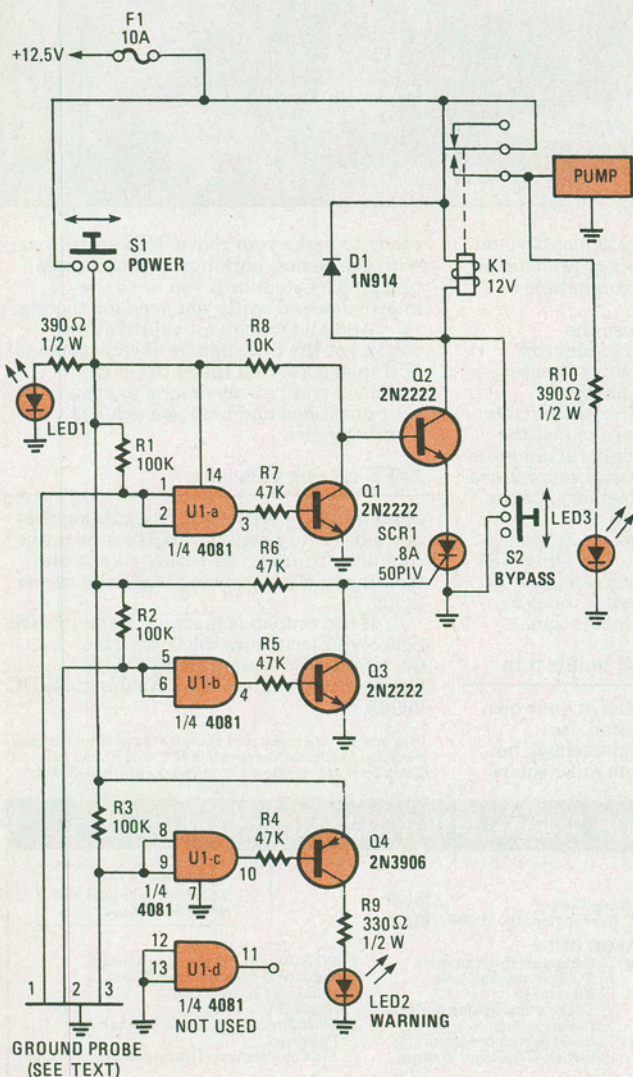 F1
10A
+12.5V
PUMP
S1
POWER
D1
1N914
K1
12V
390 Ω
1/2 W
R8
10K
LED1
Q2
2N2222
R10
390 Ω
1/2 W
R1
100K
14
1
2
U1-a
3
R7
47K
Q1
2N2222
1/4 4081
SCR1
.8A
50PIV
S2
BYPASS
LED3
R6
47K
R2
100K
5
6
U1-b
4
R5
47K
Q3
2N2222
1/4 4081
R3
100K
8
9
U1-c
10
7
1/4
4081
R4
47K
Q4
2N3906
R9
330 Ω
1/2 W
12
13
U1-d
11
1/4 4081
NOT USED
LED2
WARNING
1 2 3
GROUND PROBE
(SEE TEXT)